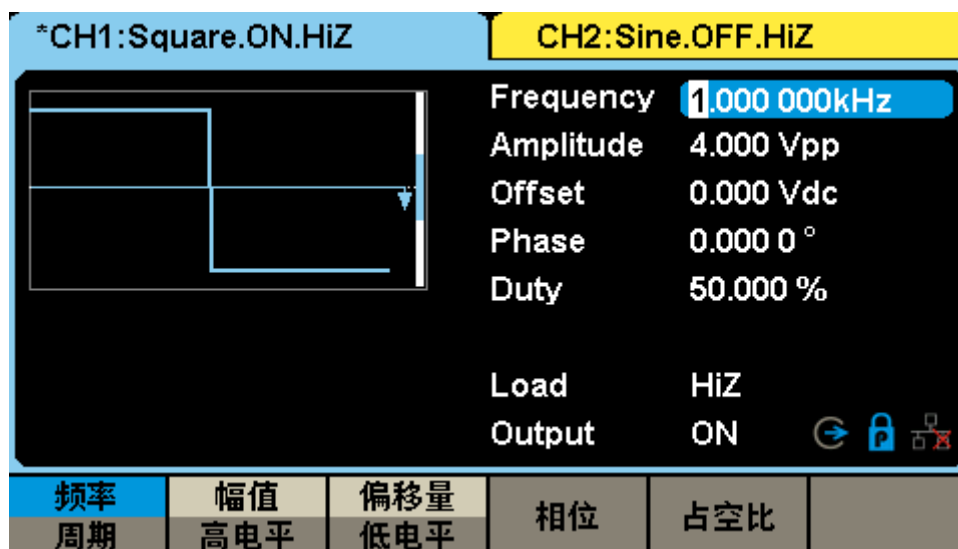 *CH1:Square.ON.HiZ
CH2:Sine.OFF.HiZ
Frequency 1.000 000kHz
Amplitude 4.000 Vpp
Offset 0.000 Vdc
Phase 0.000 0 °
Duty 50.000 %
Load HiZ
Output ON
P
频率 幅值 偏移量 相位 占空比
周期 高电平 低电平